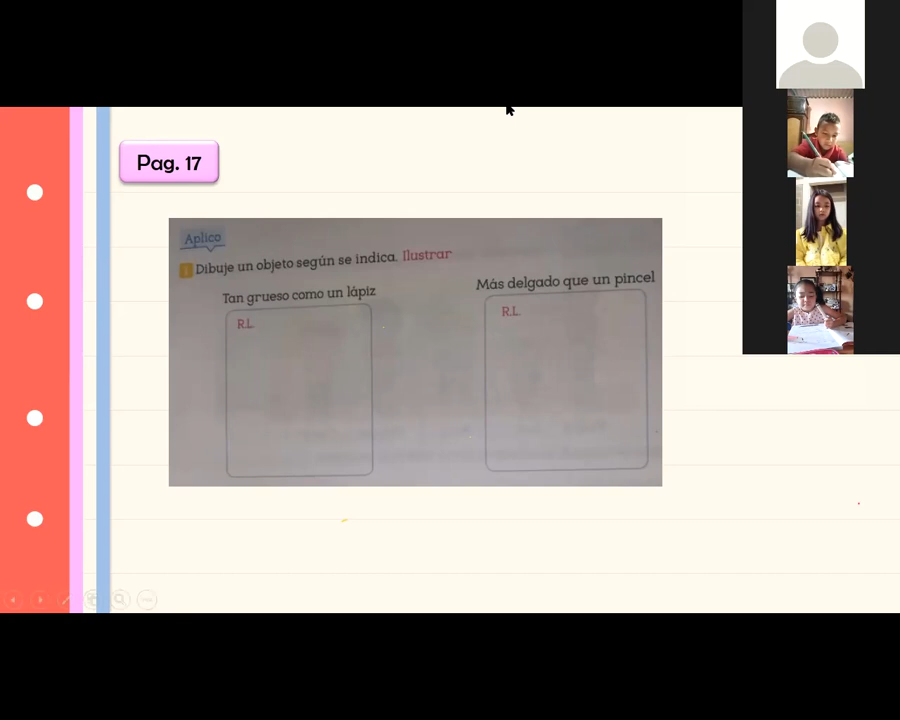 Pag. 17
Aplico
1 Dibuje un objeto según se indica. Ilustrar
Tan grueso como un lápiz
Más delgado que un pincel
R.L.
R.L.